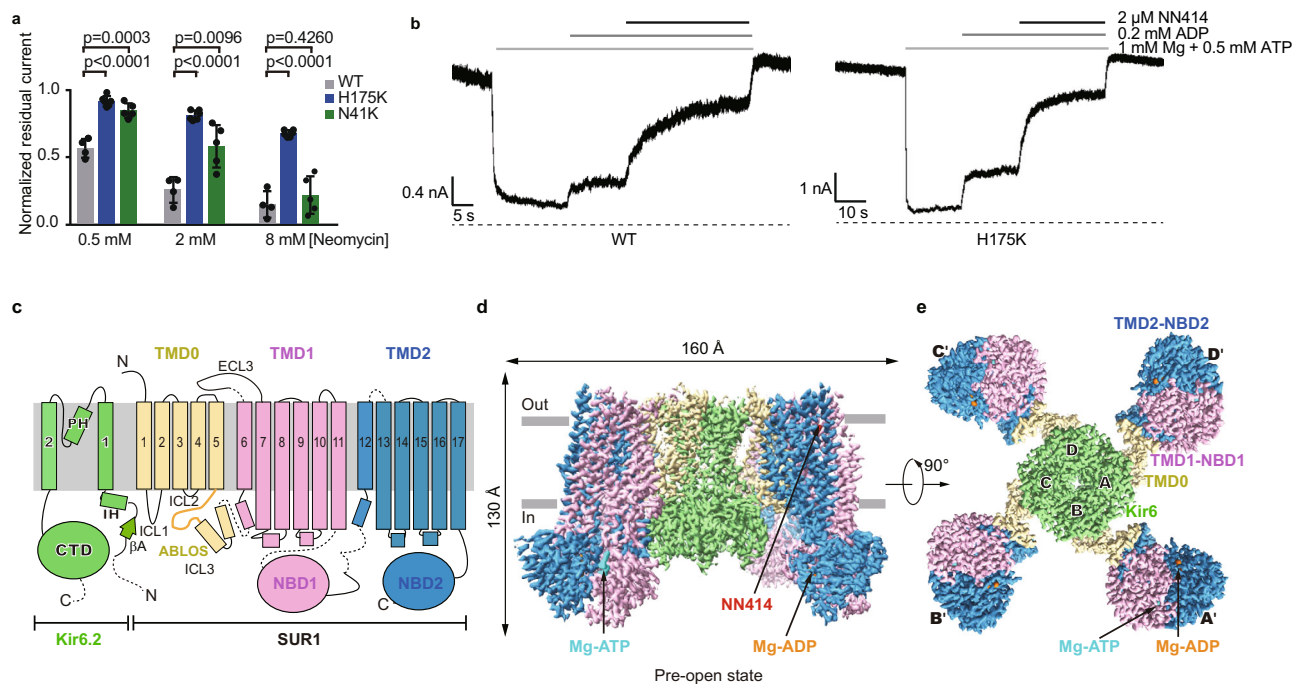 a
p=0.0003 p=0.0096 p=0.4260
p<0.0001 p<0.0001 p<0.0001
WT
H175K
N41K
Normalized residual current
1.0
0.5
0.0
0.5 mM 2 mM 8 mM [Neomycin]
b
2 µM NN414
0.2 mM ADP
1 mM Mg + 0.5 mM ATP
0.4 nA
5 s
WT
1 nA
10 s
H175K
c
TMD0 TMD1 TMD2
N
ECL3
PH
2 1 1 2 3 4 5 6 7 8 9 10 11 12 13 14 15 16 17
IH
ICL1
ICL2
βA
ABLOS
ICL3
CTD
NBD1
NBD2
C
N
C
Kir6.2 SUR1
d
160 Å
130 Å
Out
In
NN414
Mg-ATP
Mg-ADP
Pre-open state
90°
e
TMD2-NBD2
C'
D'
TMD1-NBD1
TMD0
Kir6
D
C
A
B
B'
A'
Mg-ATP
Mg-ADP